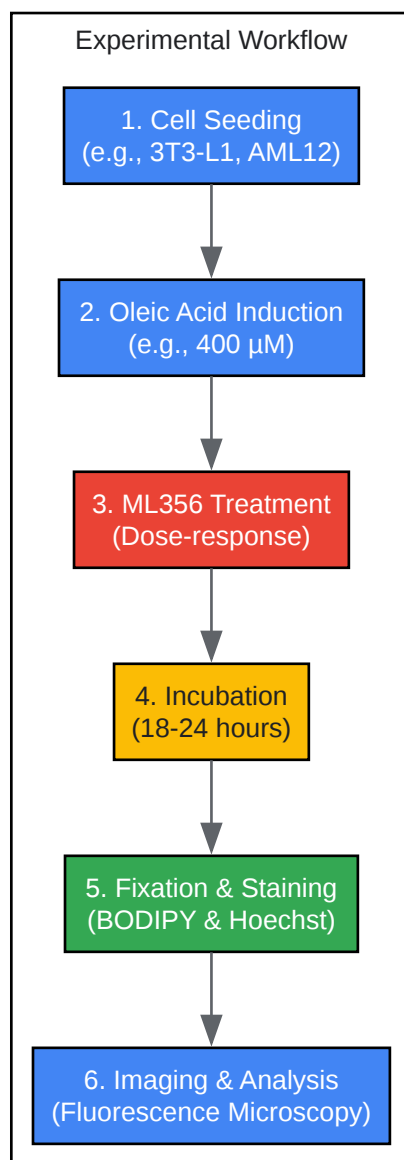 Experimental Workflow
1. Cell Seeding
(e.g., 3T3-L1, AML12)
2. Oleic Acid Induction
(e.g., 400 µM)
3. ML356 Treatment
(Dose-response)
4. Incubation
(18-24 hours)
5. Fixation & Staining
(BODIPY & Hoechst)
6. Imaging & Analysis
(Fluorescence Microscopy)